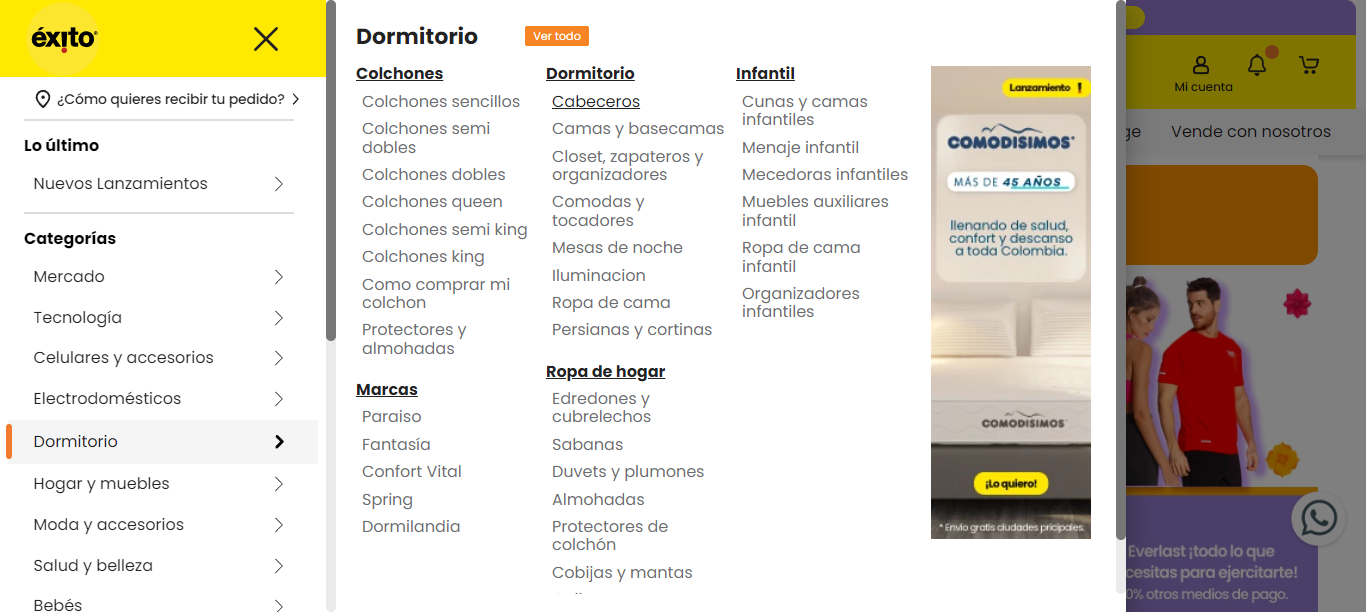 éxito
¿Cómo quieres recibir tu pedido?
Lo último
Nuevos Lanzamientos
Categorías
Mercado
Tecnología
Celulares y accesorios
Electrodomésticos
Dormitorio
Hogar y muebles
Moda y accesorios
Salud y belleza
Bebés
Dormitorio
Ver todo
Colchones
Colchones sencillos
Colchones semi
dobles
Colchones dobles
Colchones queen
Colchones semi king
Colchones king
Como comprar mi
colchon
Protectores y
almohadas
Marcas
Paraiso
Fantasía
Confort Vital
Spring
Dormilandia
Dormitorio
Cabeceros
Camas y basecamas
Closet, zapateros y
organizadores
Comodas y
tocadores
Mesas de noche
Iluminacion
Ropa de cama
Persianas y cortinas
Ropa de hogar
Edredones y
cubrelechos
Sabanas
Duvets y plumones
Almohadas
Protectores de
colchón
Cobijas y mantas
Infantil
Cunas y camas
infantiles
Menaje infantil
Mecedoras infantiles
Muebles auxiliares
infantil
Ropa de cama
infantil
Organizadores
infantiles
Lanzamiento !
COMODISIMOS
MÁS DE 45 AÑOS
llenando de salud,
confort y descanso
a toda Colombia.
COMODISIMOS
¡Lo quiero!
* Envio gratis ciudades pricipales.
Mi cuenta
ge
Vende con nosotros
Everlast ¡todo lo que
cesitas para ejercitarte!
0% otros medios de pago.